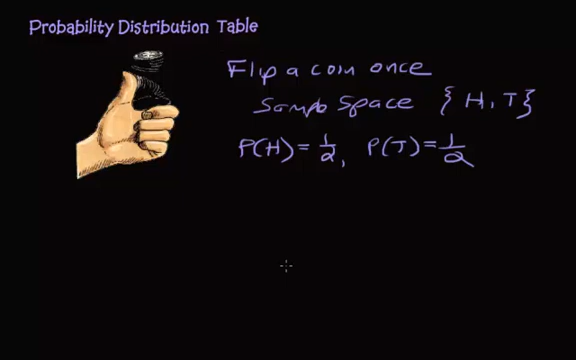 Probability Distribution Table
Flip a coin once
Sample Space { H, T }
P(H) = 1/2, P(T) = 1/2